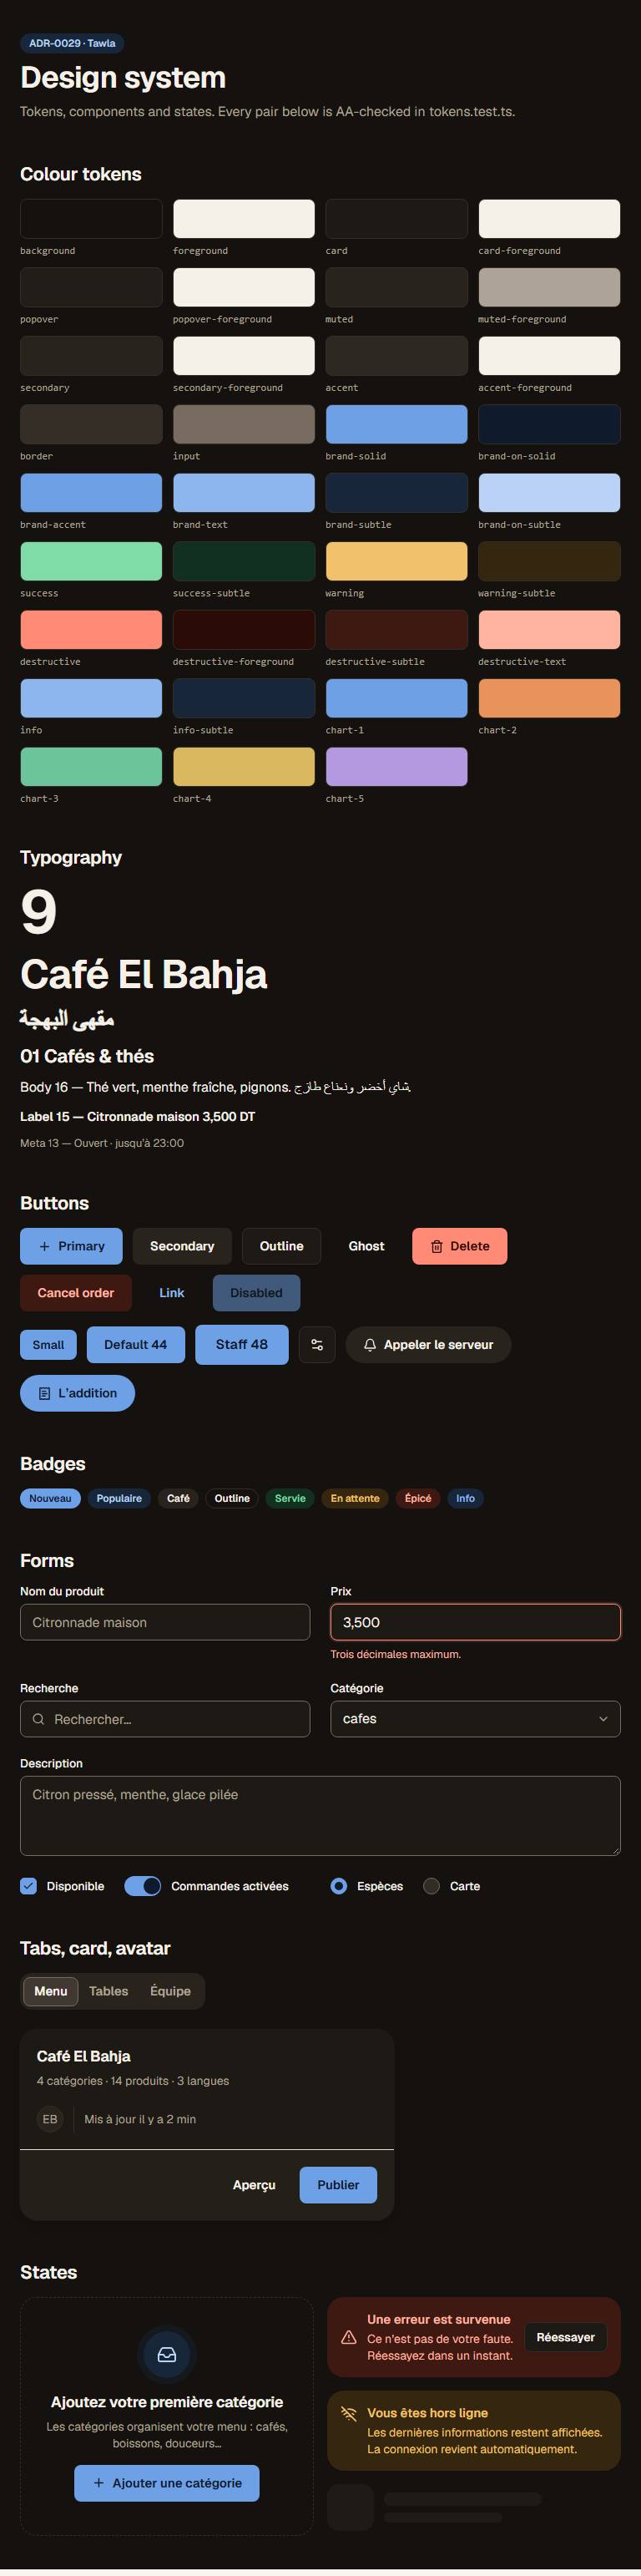 ADR-0029 · Tawla
Design system
Tokens, components and states. Every pair below is AA-checked in tokens.test.ts.
Colour tokens
background foreground card card-foreground
popover popover-foreground muted muted-foreground
secondary secondary-foreground accent accent-foreground
border input brand-solid brand-on-solid
brand-accent brand-text brand-subtle brand-on-subtle
success success-subtle warning warning-subtle
destructive destructive-foreground destructive-subtle destructive-text
info info-subtle chart-1 chart-2
chart-3 chart-4 chart-5
Typography
9
Café El Bahja
مقهى البهجة
01 Cafés & thés
Body 16 — Thé vert, menthe fraîche, pignons. شاي أخضر ونعناع طازج.
Label 15 — Citronnade maison 3,500 DT
Meta 13 — Ouvert · jusqu'à 23:00
Buttons
Primary Secondary Outline Ghost Delete
Cancel order Link Disabled
Small Default 44 Staff 48 Appeler le serveur
L'addition
Badges
Nouveau Populaire Café Outline Servie En attente Épicé Info
Forms
Nom du produit Prix
Citronnade maison 3,500
Trois décimales maximum.
Recherche Catégorie
Rechercher… cafes
Description
Citron pressé, menthe, glace pilée
Disponible Commandes activées Espèces Carte
Tabs, card, avatar
Menu Tables Équipe
Café El Bahja
4 catégories · 14 produits · 3 langues
EB Mis à jour il y a 2 min
Aperçu Publier
States
Ajoutez votre première catégorie
Les catégories organisent votre menu : cafés,
boissons, douceurs…
Ajouter une catégorie
Une erreur est survenue
Ce n'est pas de votre faute.
Réessayez dans un instant.
Réessayer
Vous êtes hors ligne
Les dernières informations restent affichées.
La connexion revient automatiquement.